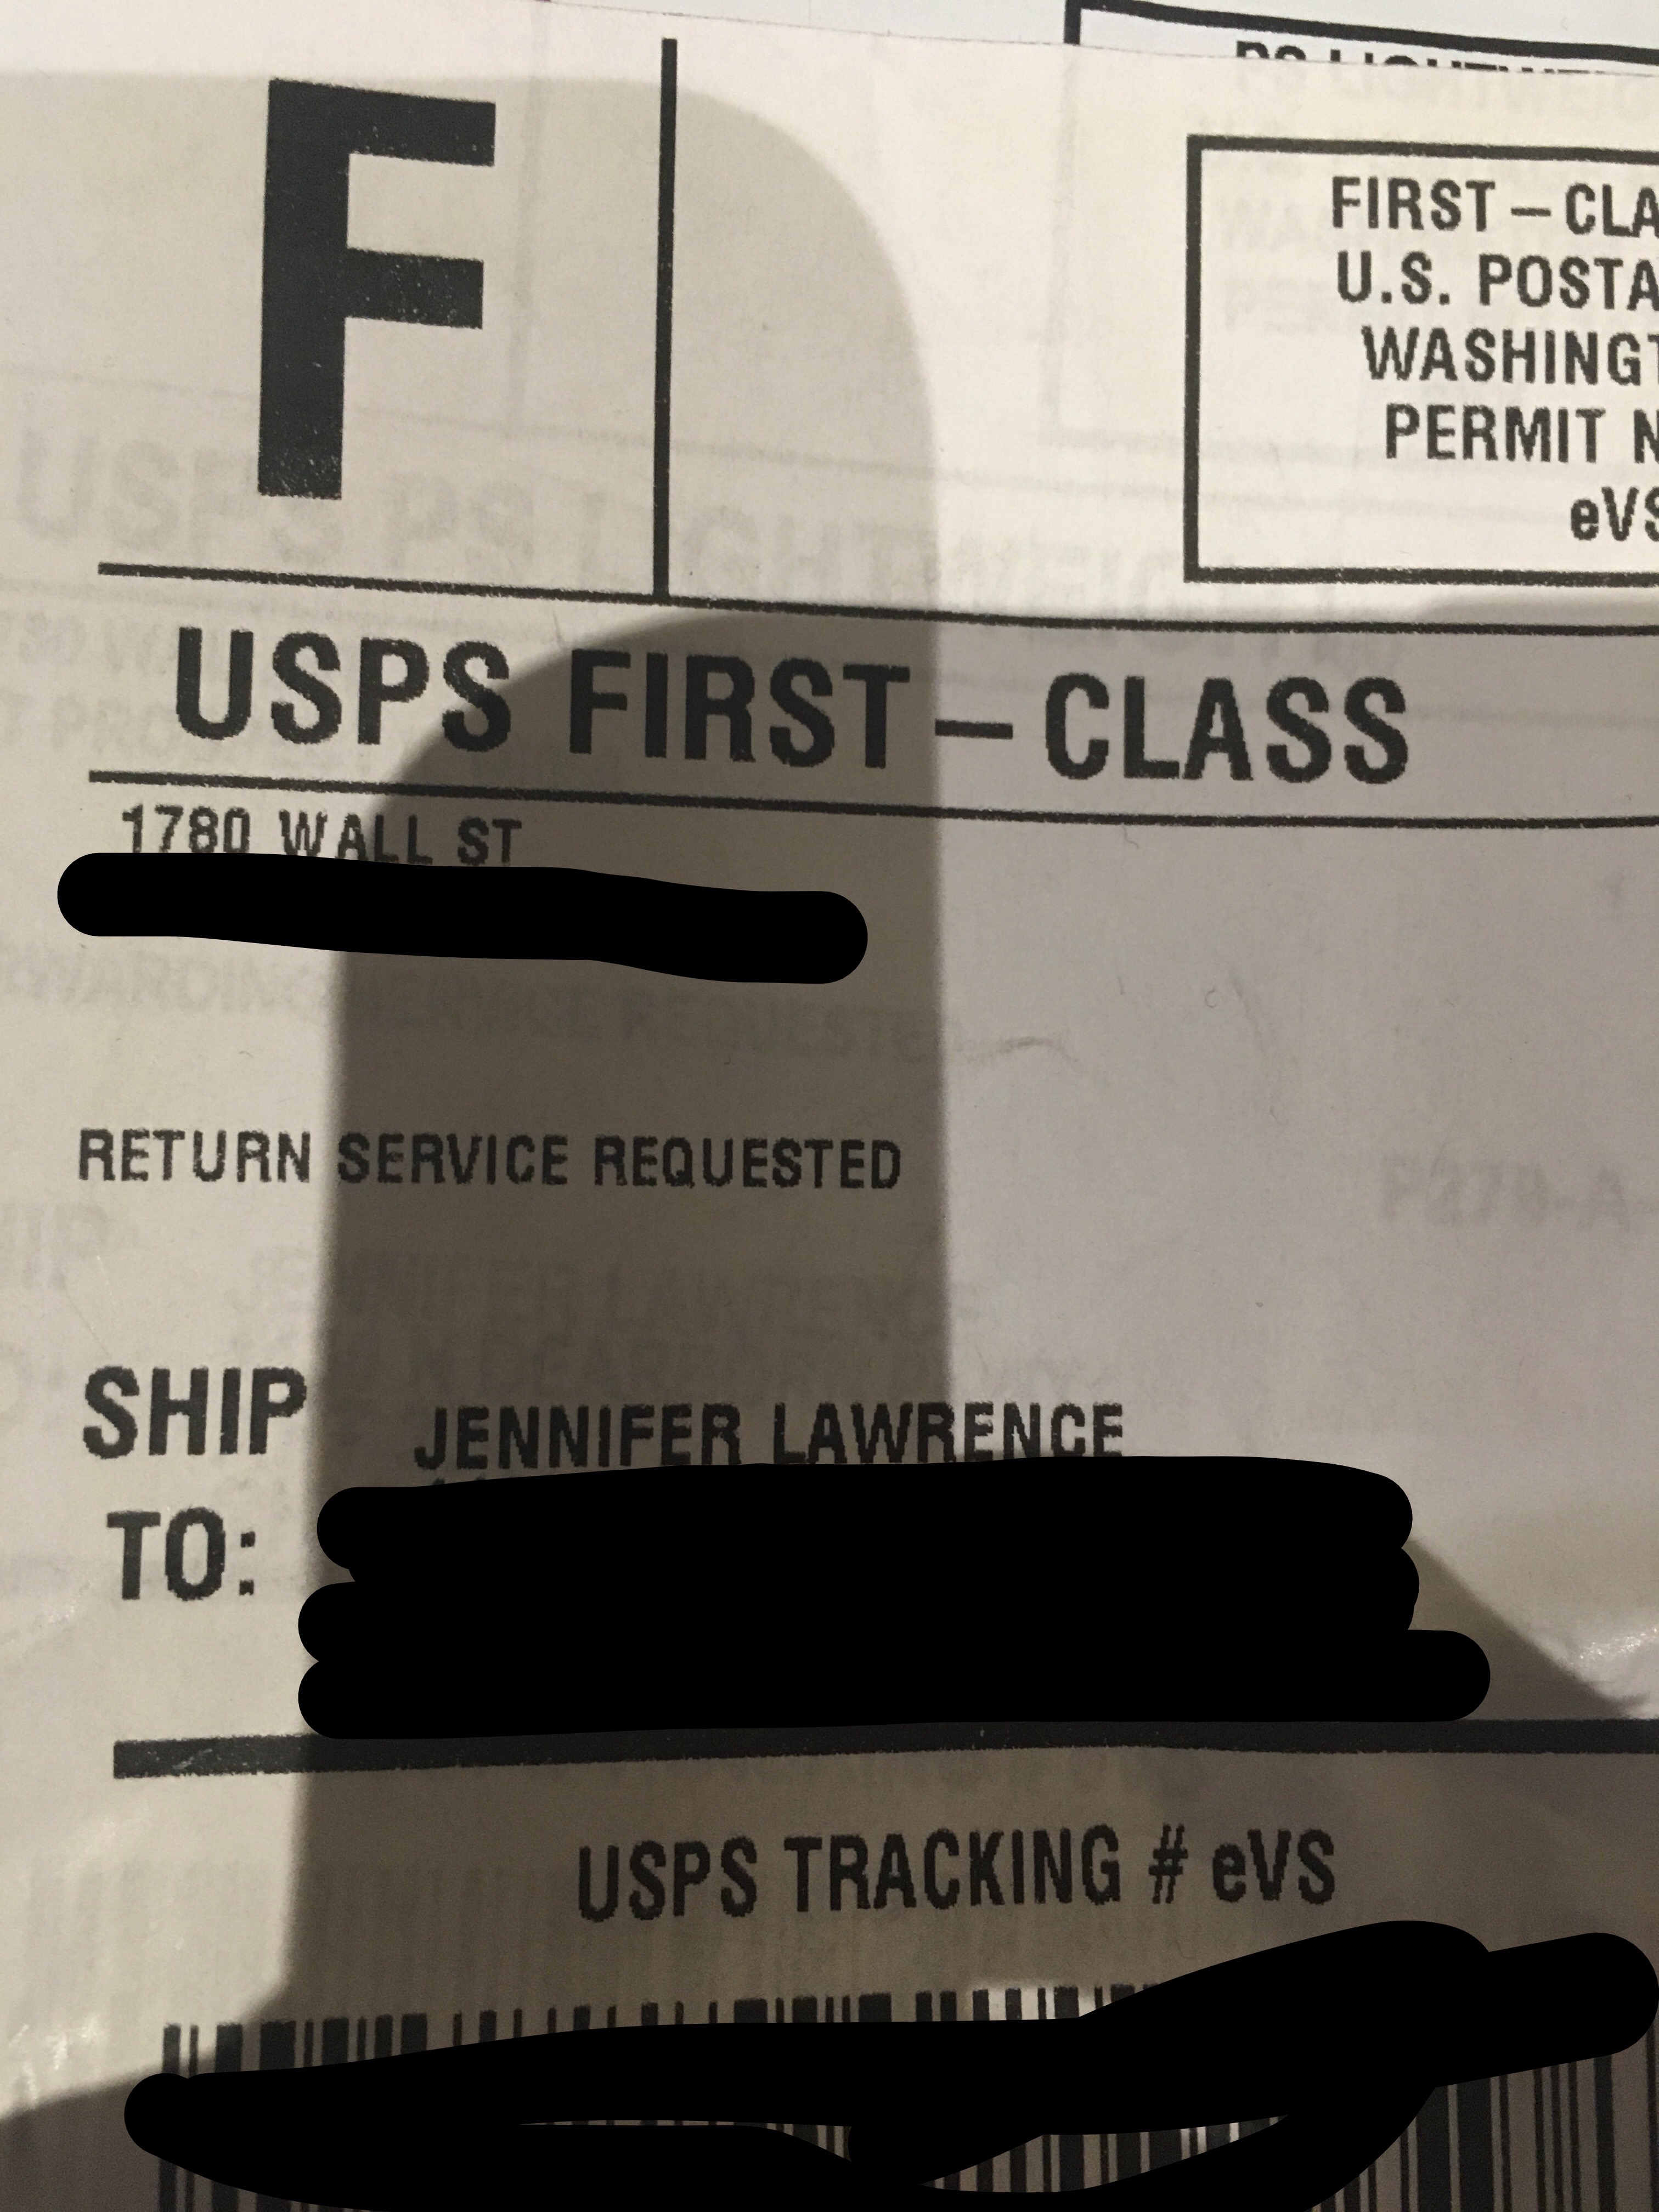 F
FIRST – CLA
U.S. POSTA
WASHINGT
PERMIT N
eVS
USPS FIRST – CLASS
1780 WALL ST
RETURN SERVICE REQUESTED
SHIP
TO:
JENNIFER LAWRENCE
USPS TRACKING # eVS